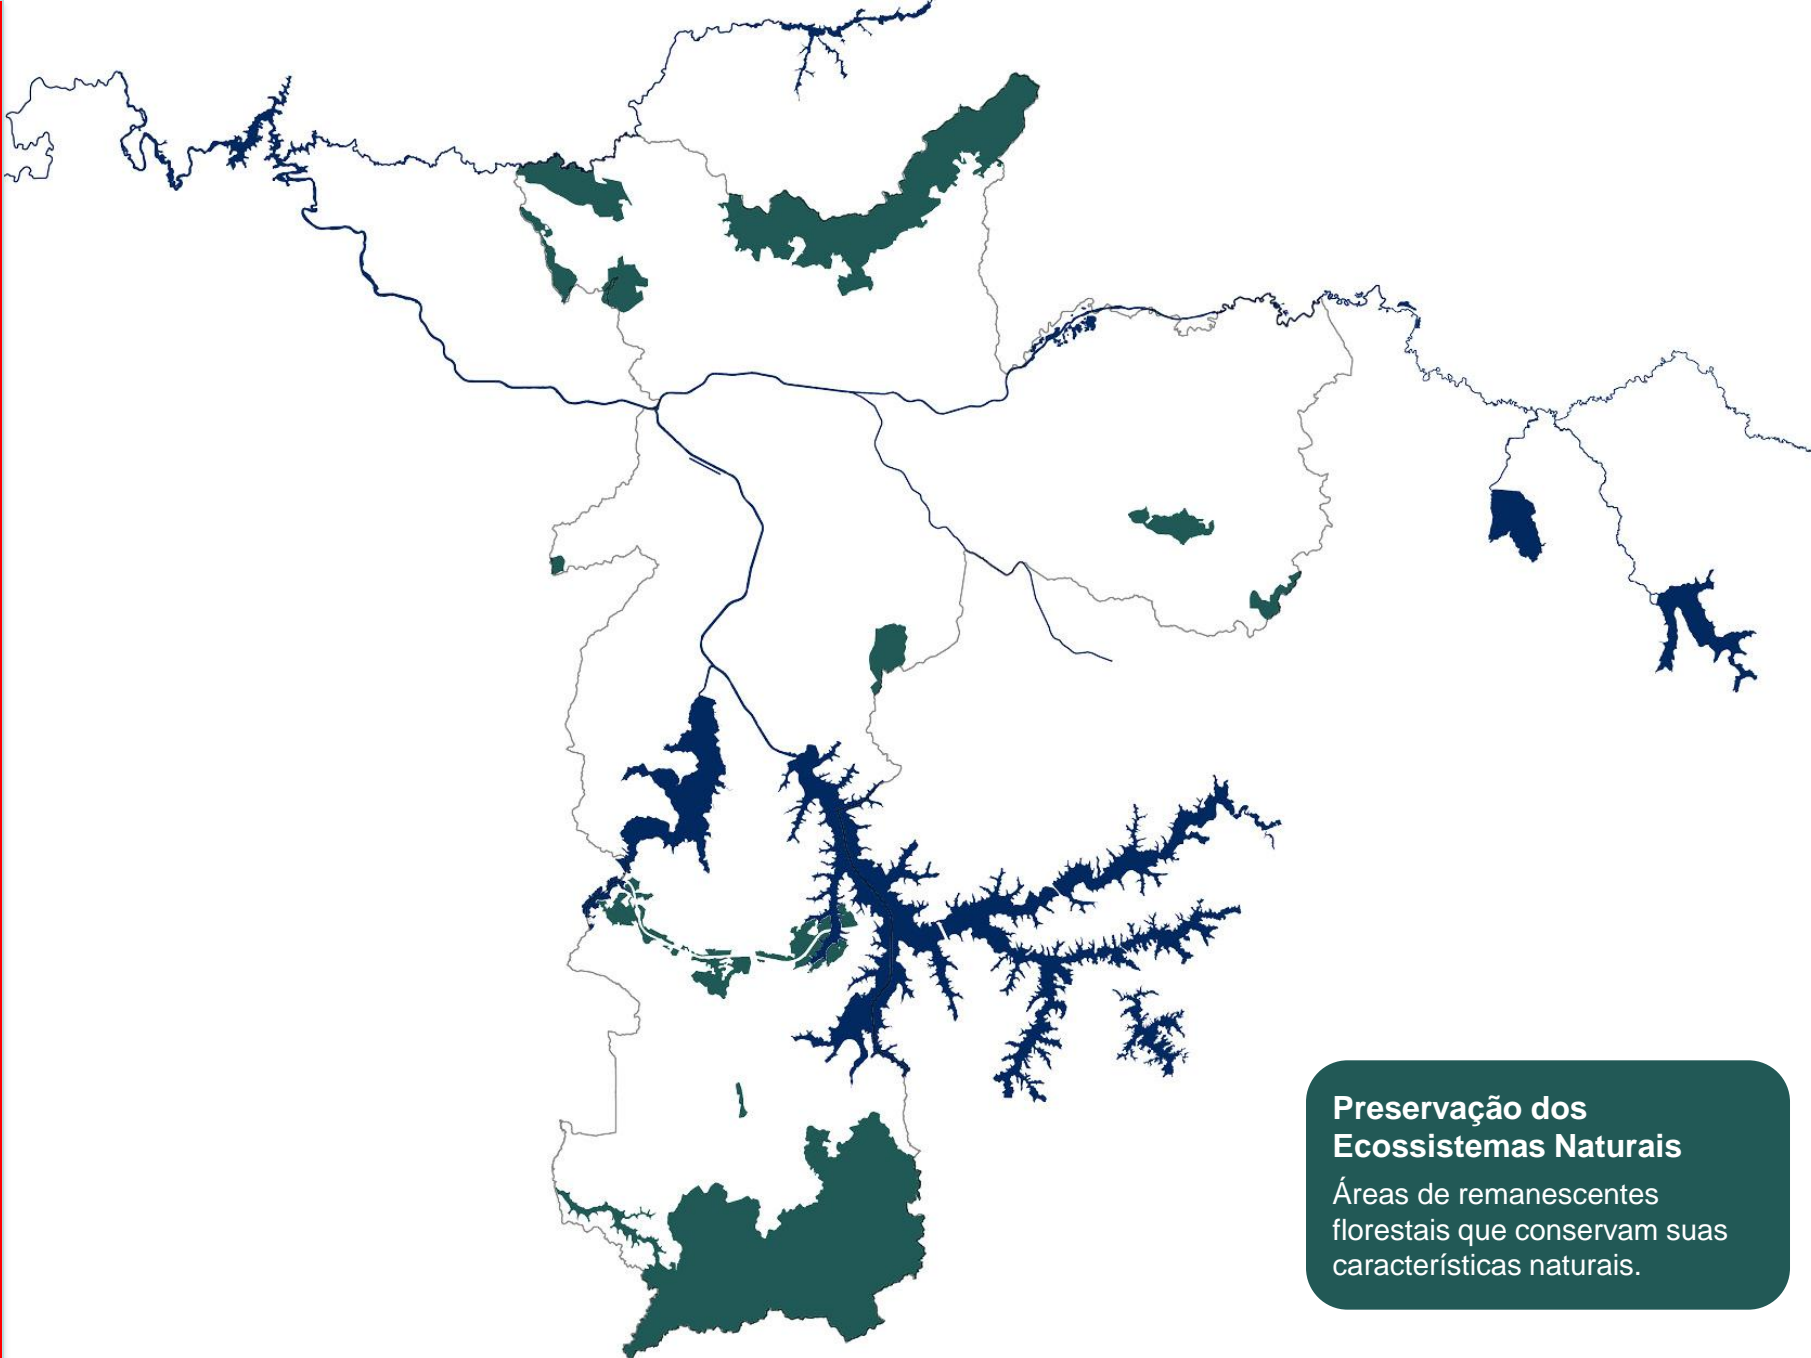 Preservação dos
Ecossistemas Naturais
Áreas de remanescentes
florestais que conservam suas
características naturais.